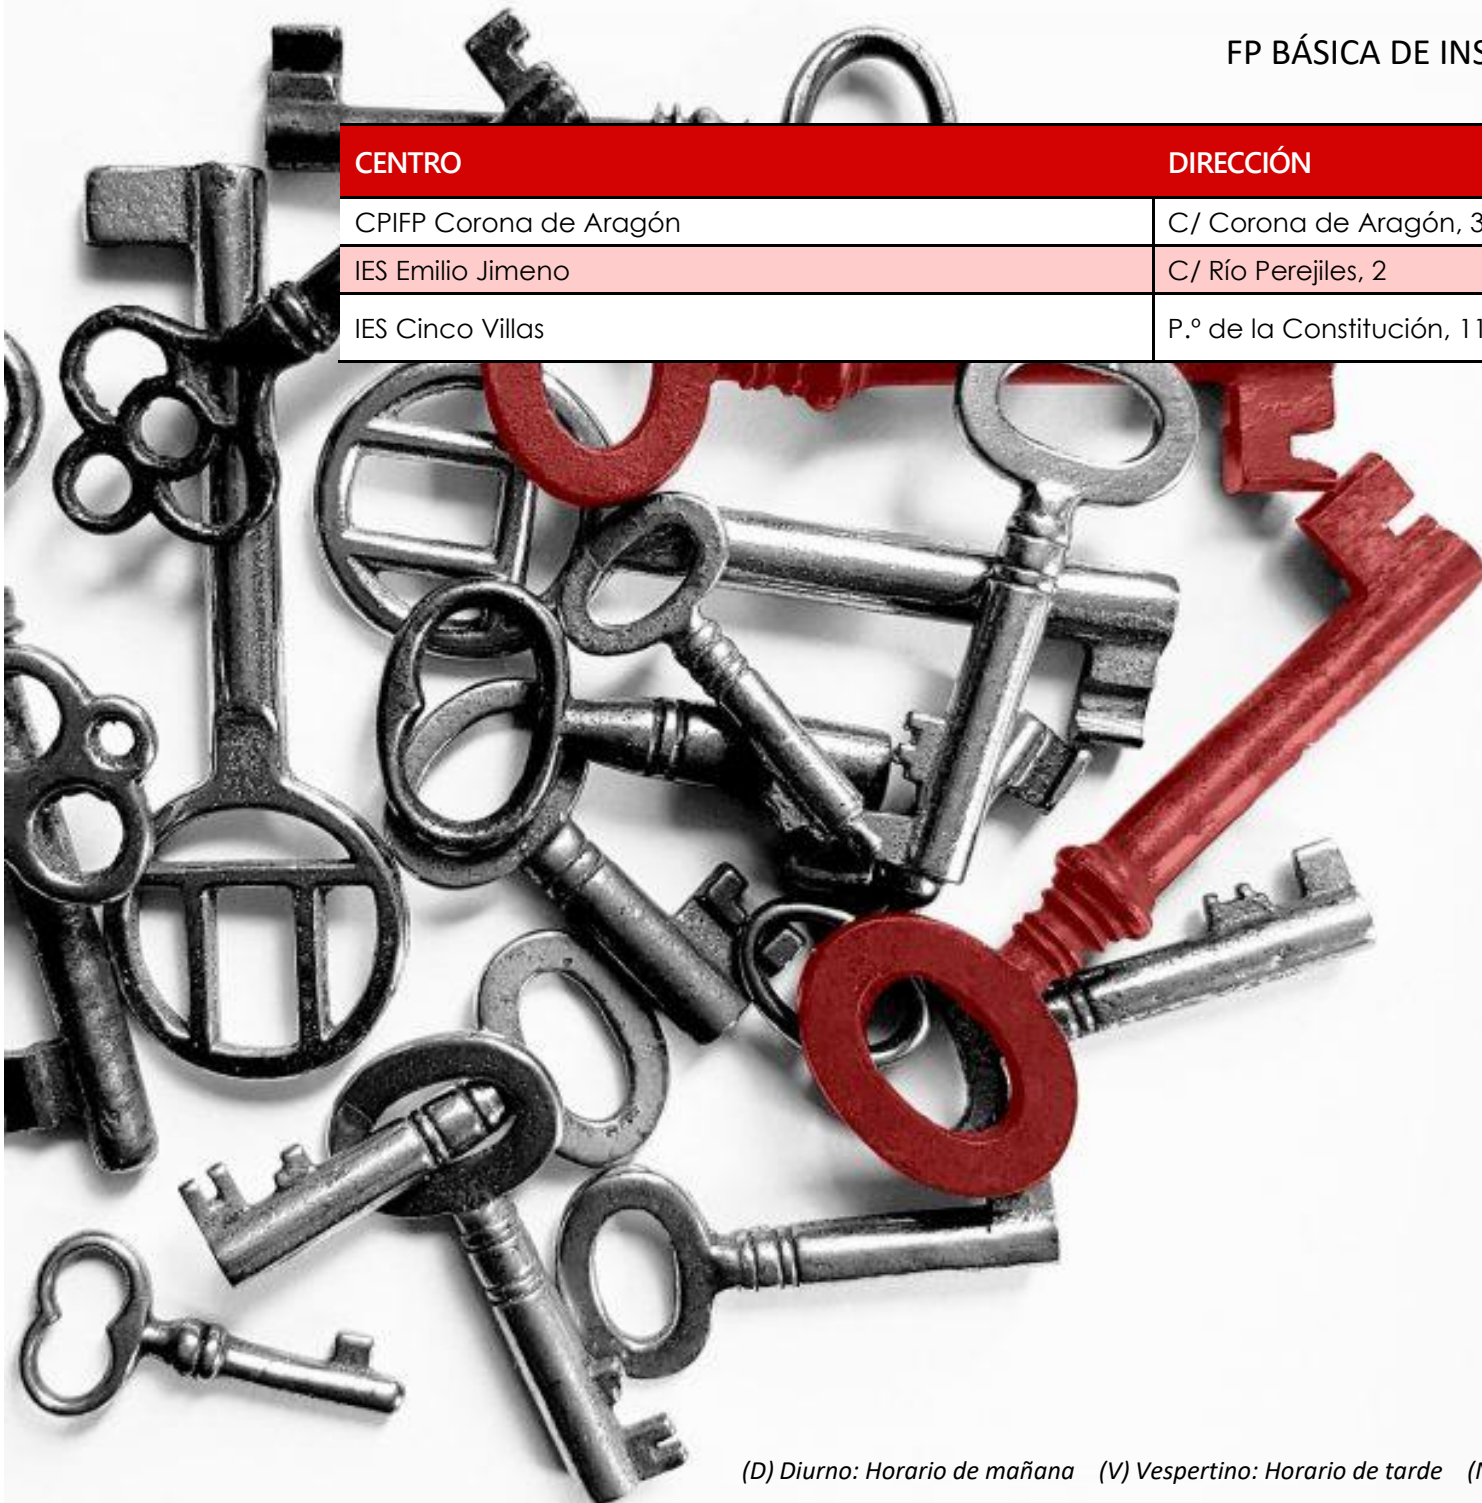 FP BÁSICA DE INS
CENTRO DIRECCIÓN
CPIFP Corona de Aragón C/ Corona de Aragón, 3
IES Emilio Jimeno C/ Río Perejiles, 2
IES Cinco Villas P.º de la Constitución, 11
(D) Diurno: Horario de mañana (V) Vespertino: Horario de tarde